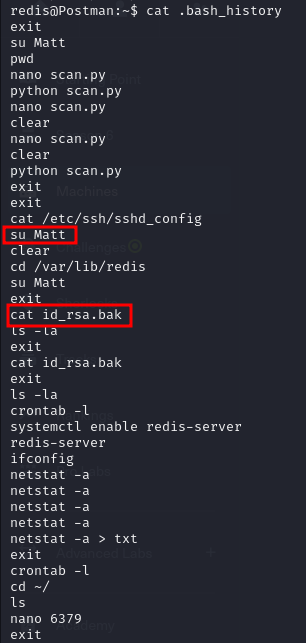 redis@Postman:~$ cat .bash_history
exit
su Matt
pwd
nano scan.py
python scan.py
nano scan.py
clear
nano scan.py
clear
python scan.py
exit
exit
cat /etc/ssh/sshd_config
su Matt
clear
cd /var/lib/redis
su Matt
exit
cat id_rsa.bak
ls -la
exit
cat id_rsa.bak
exit
ls -la
crontab -l
systemctl enable redis-server
redis-server
ifconfig
netstat -a
netstat -a
netstat -a
netstat -a
netstat -a > txt
exit
crontab -l
cd ~/
ls
nano 6379
exit